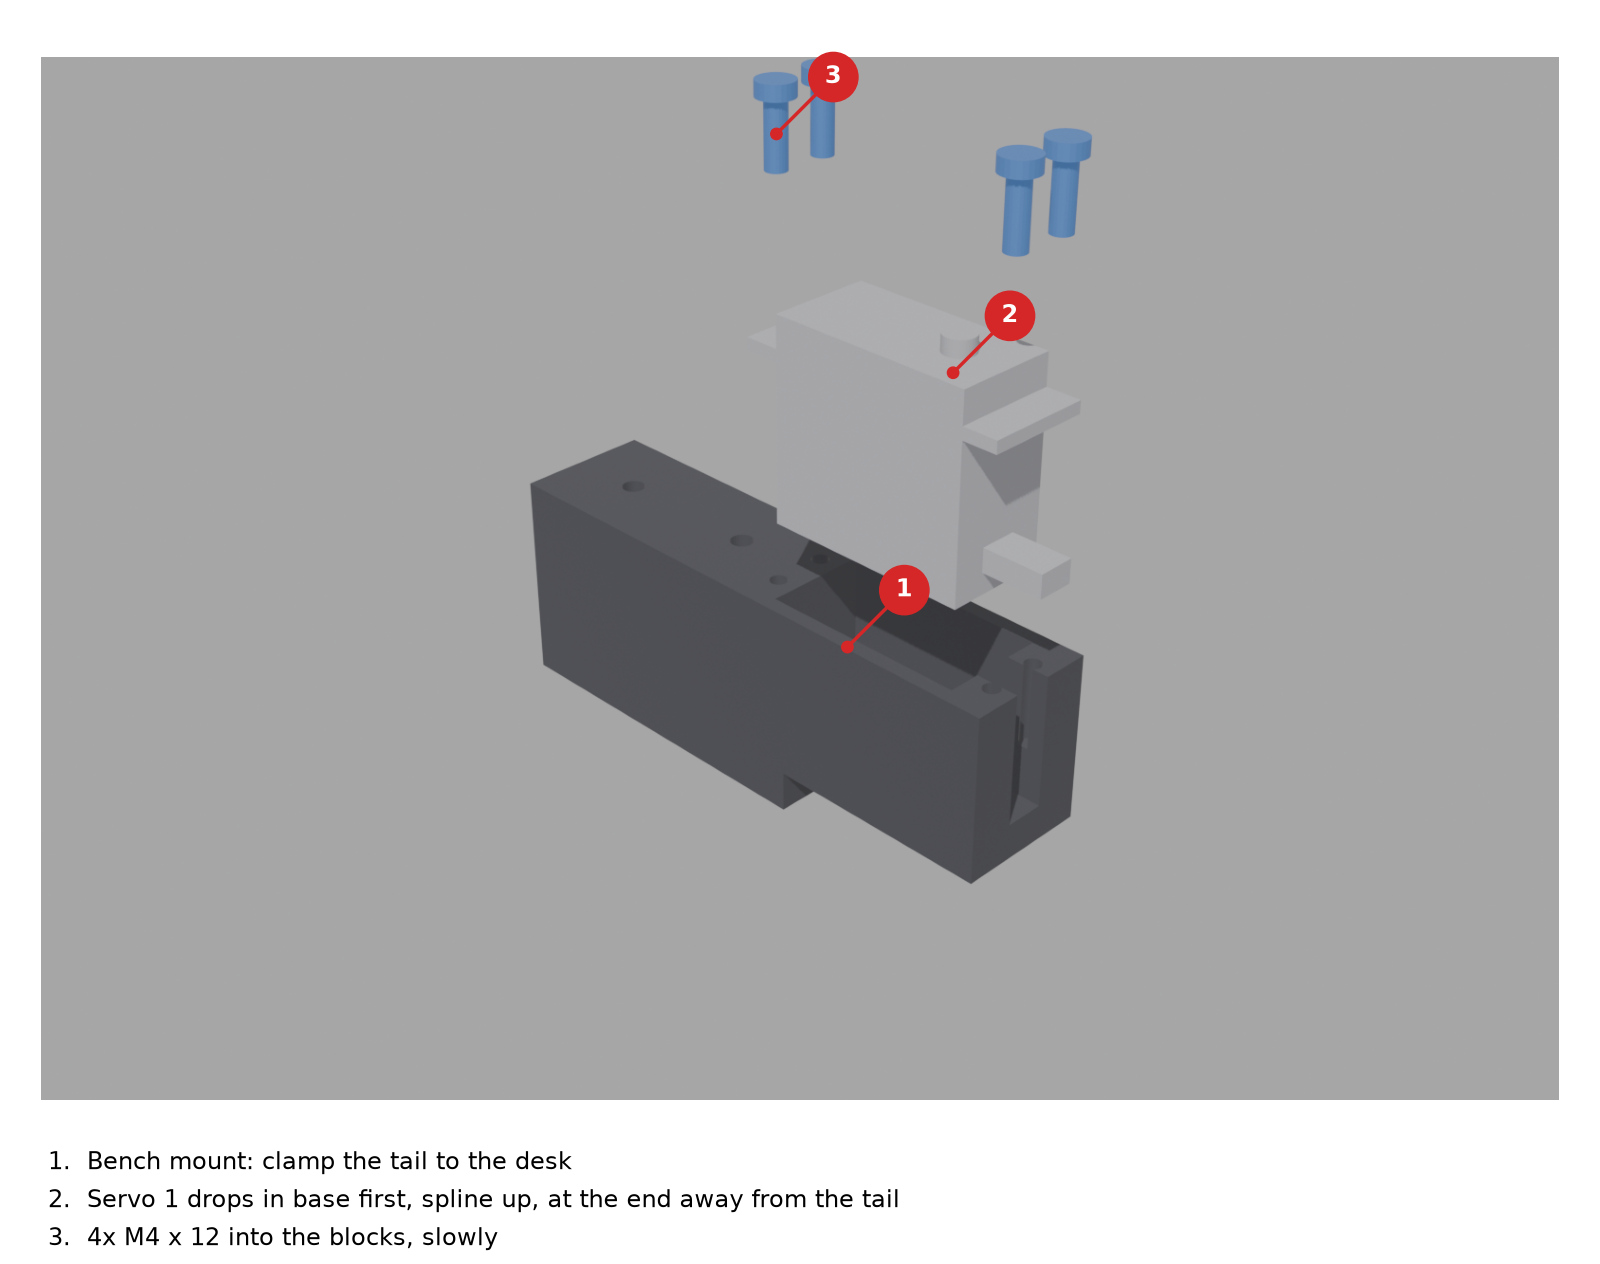 3
2
1
1. Bench mount: clamp the tail to the desk
2. Servo 1 drops in base first, spline up, at the end away from the tail
3. 4x M4 x 12 into the blocks, slowly